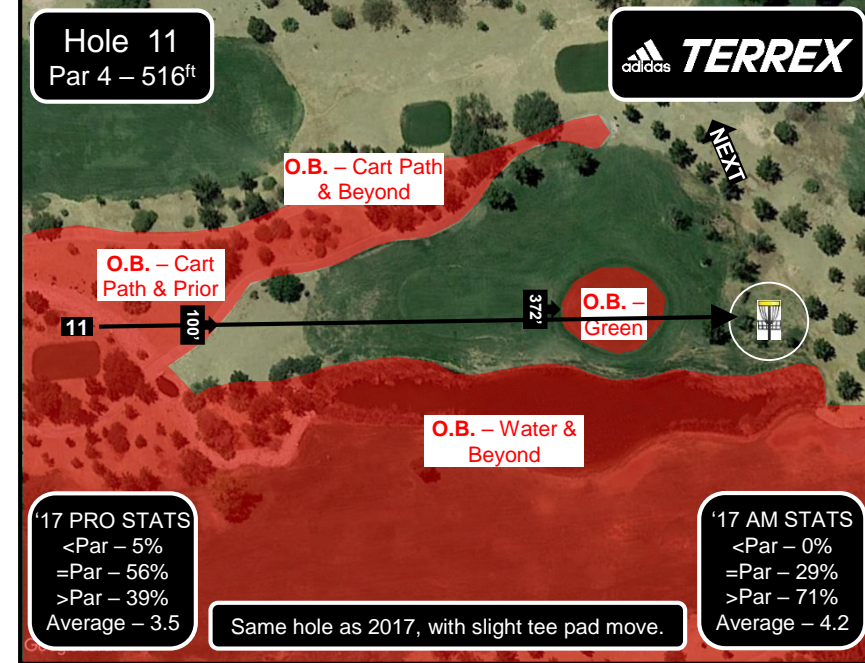 Hole 11
Par 4 – 516ft
adidas TERREX
NEXT
O.B. – Cart Path
& Beyond
O.B. – Cart
Path & Prior
11
100'
372'
O.B. –
Green
O.B. – Water &
Beyond
'17 PRO STATS
<Par – 5%
=Par – 56%
>Par – 39%
Average – 3.5
Same hole as 2017, with slight tee pad move.
'17 AM STATS
<Par – 0%
=Par – 29%
>Par – 71%
Average – 4.2